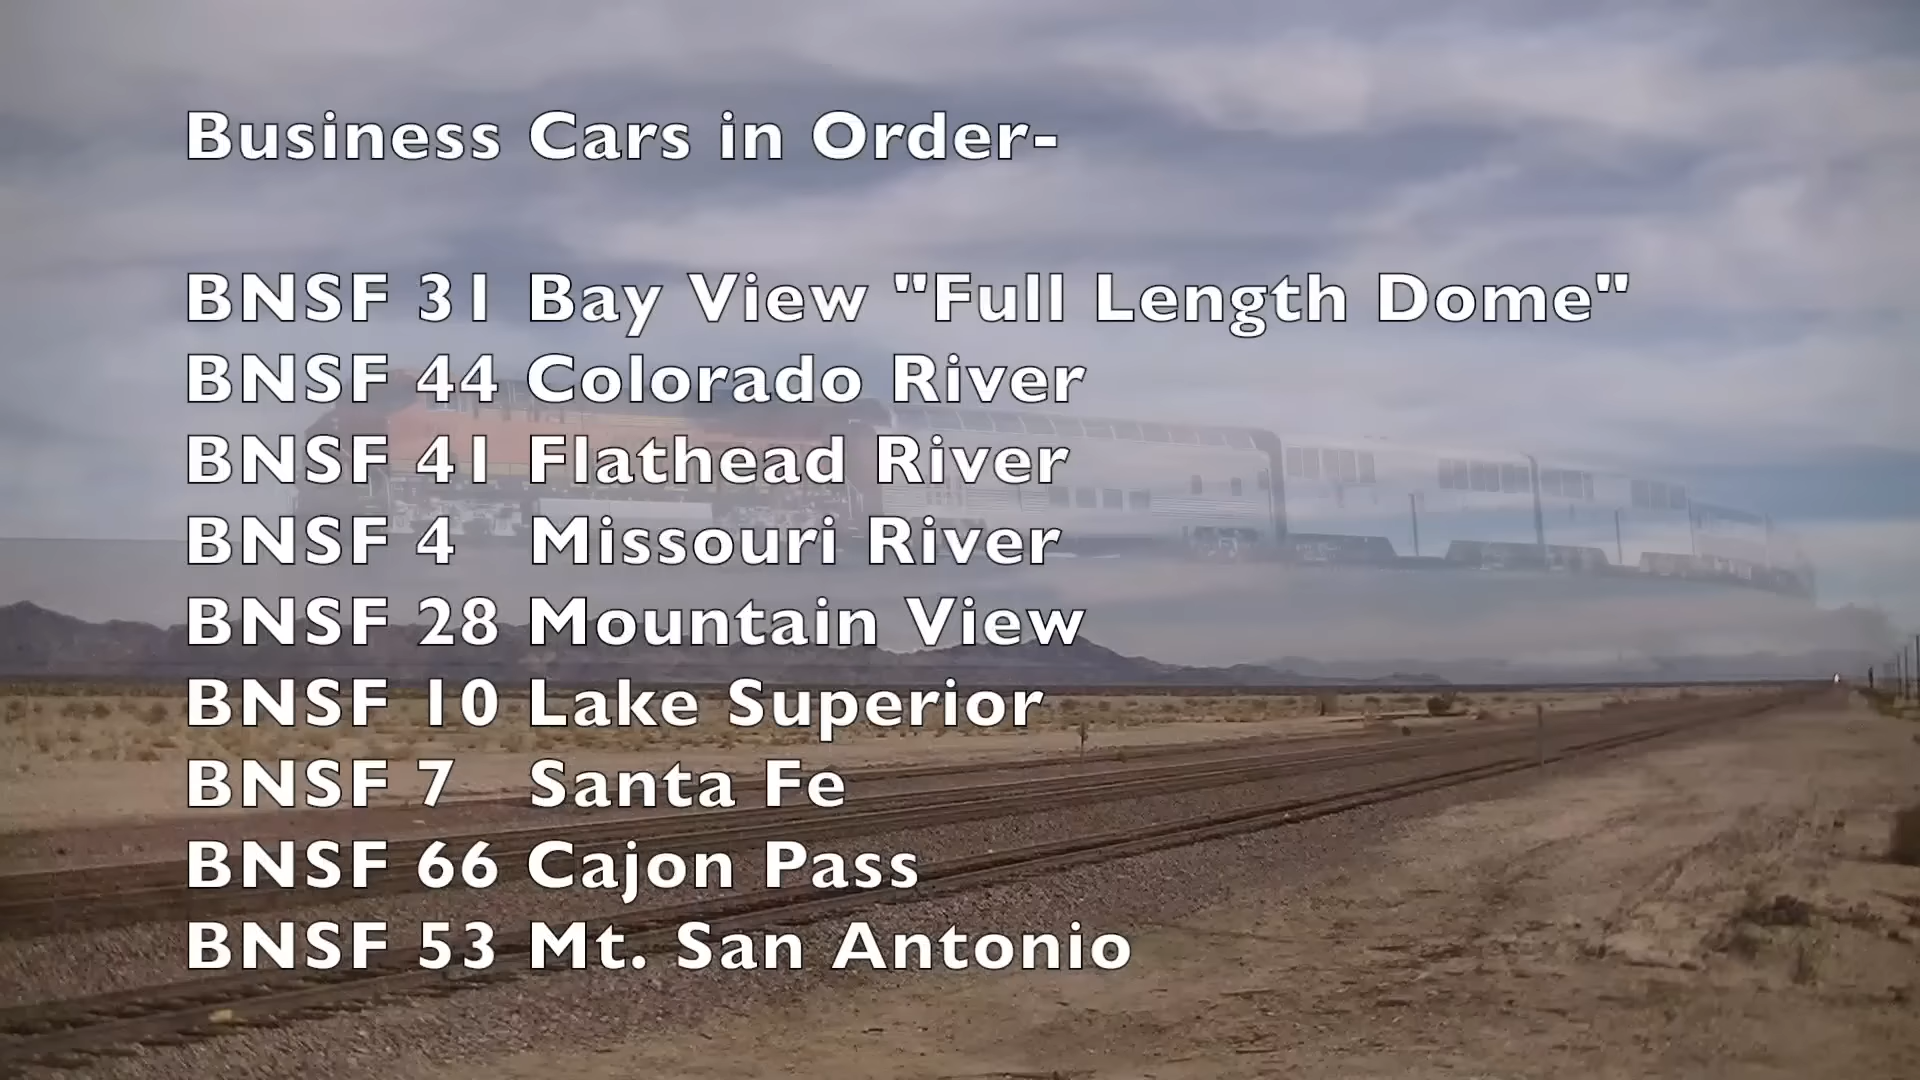 Business Cars in Order-
BNSF 31 Bay View "Full Length Dome"
BNSF 44 Colorado River
BNSF 41 Flathead River
BNSF 4 Missouri River
BNSF 28 Mountain View
BNSF 10 Lake Superior
BNSF 7 Santa Fe
BNSF 66 Cajon Pass
BNSF 53 Mt. San Antonio